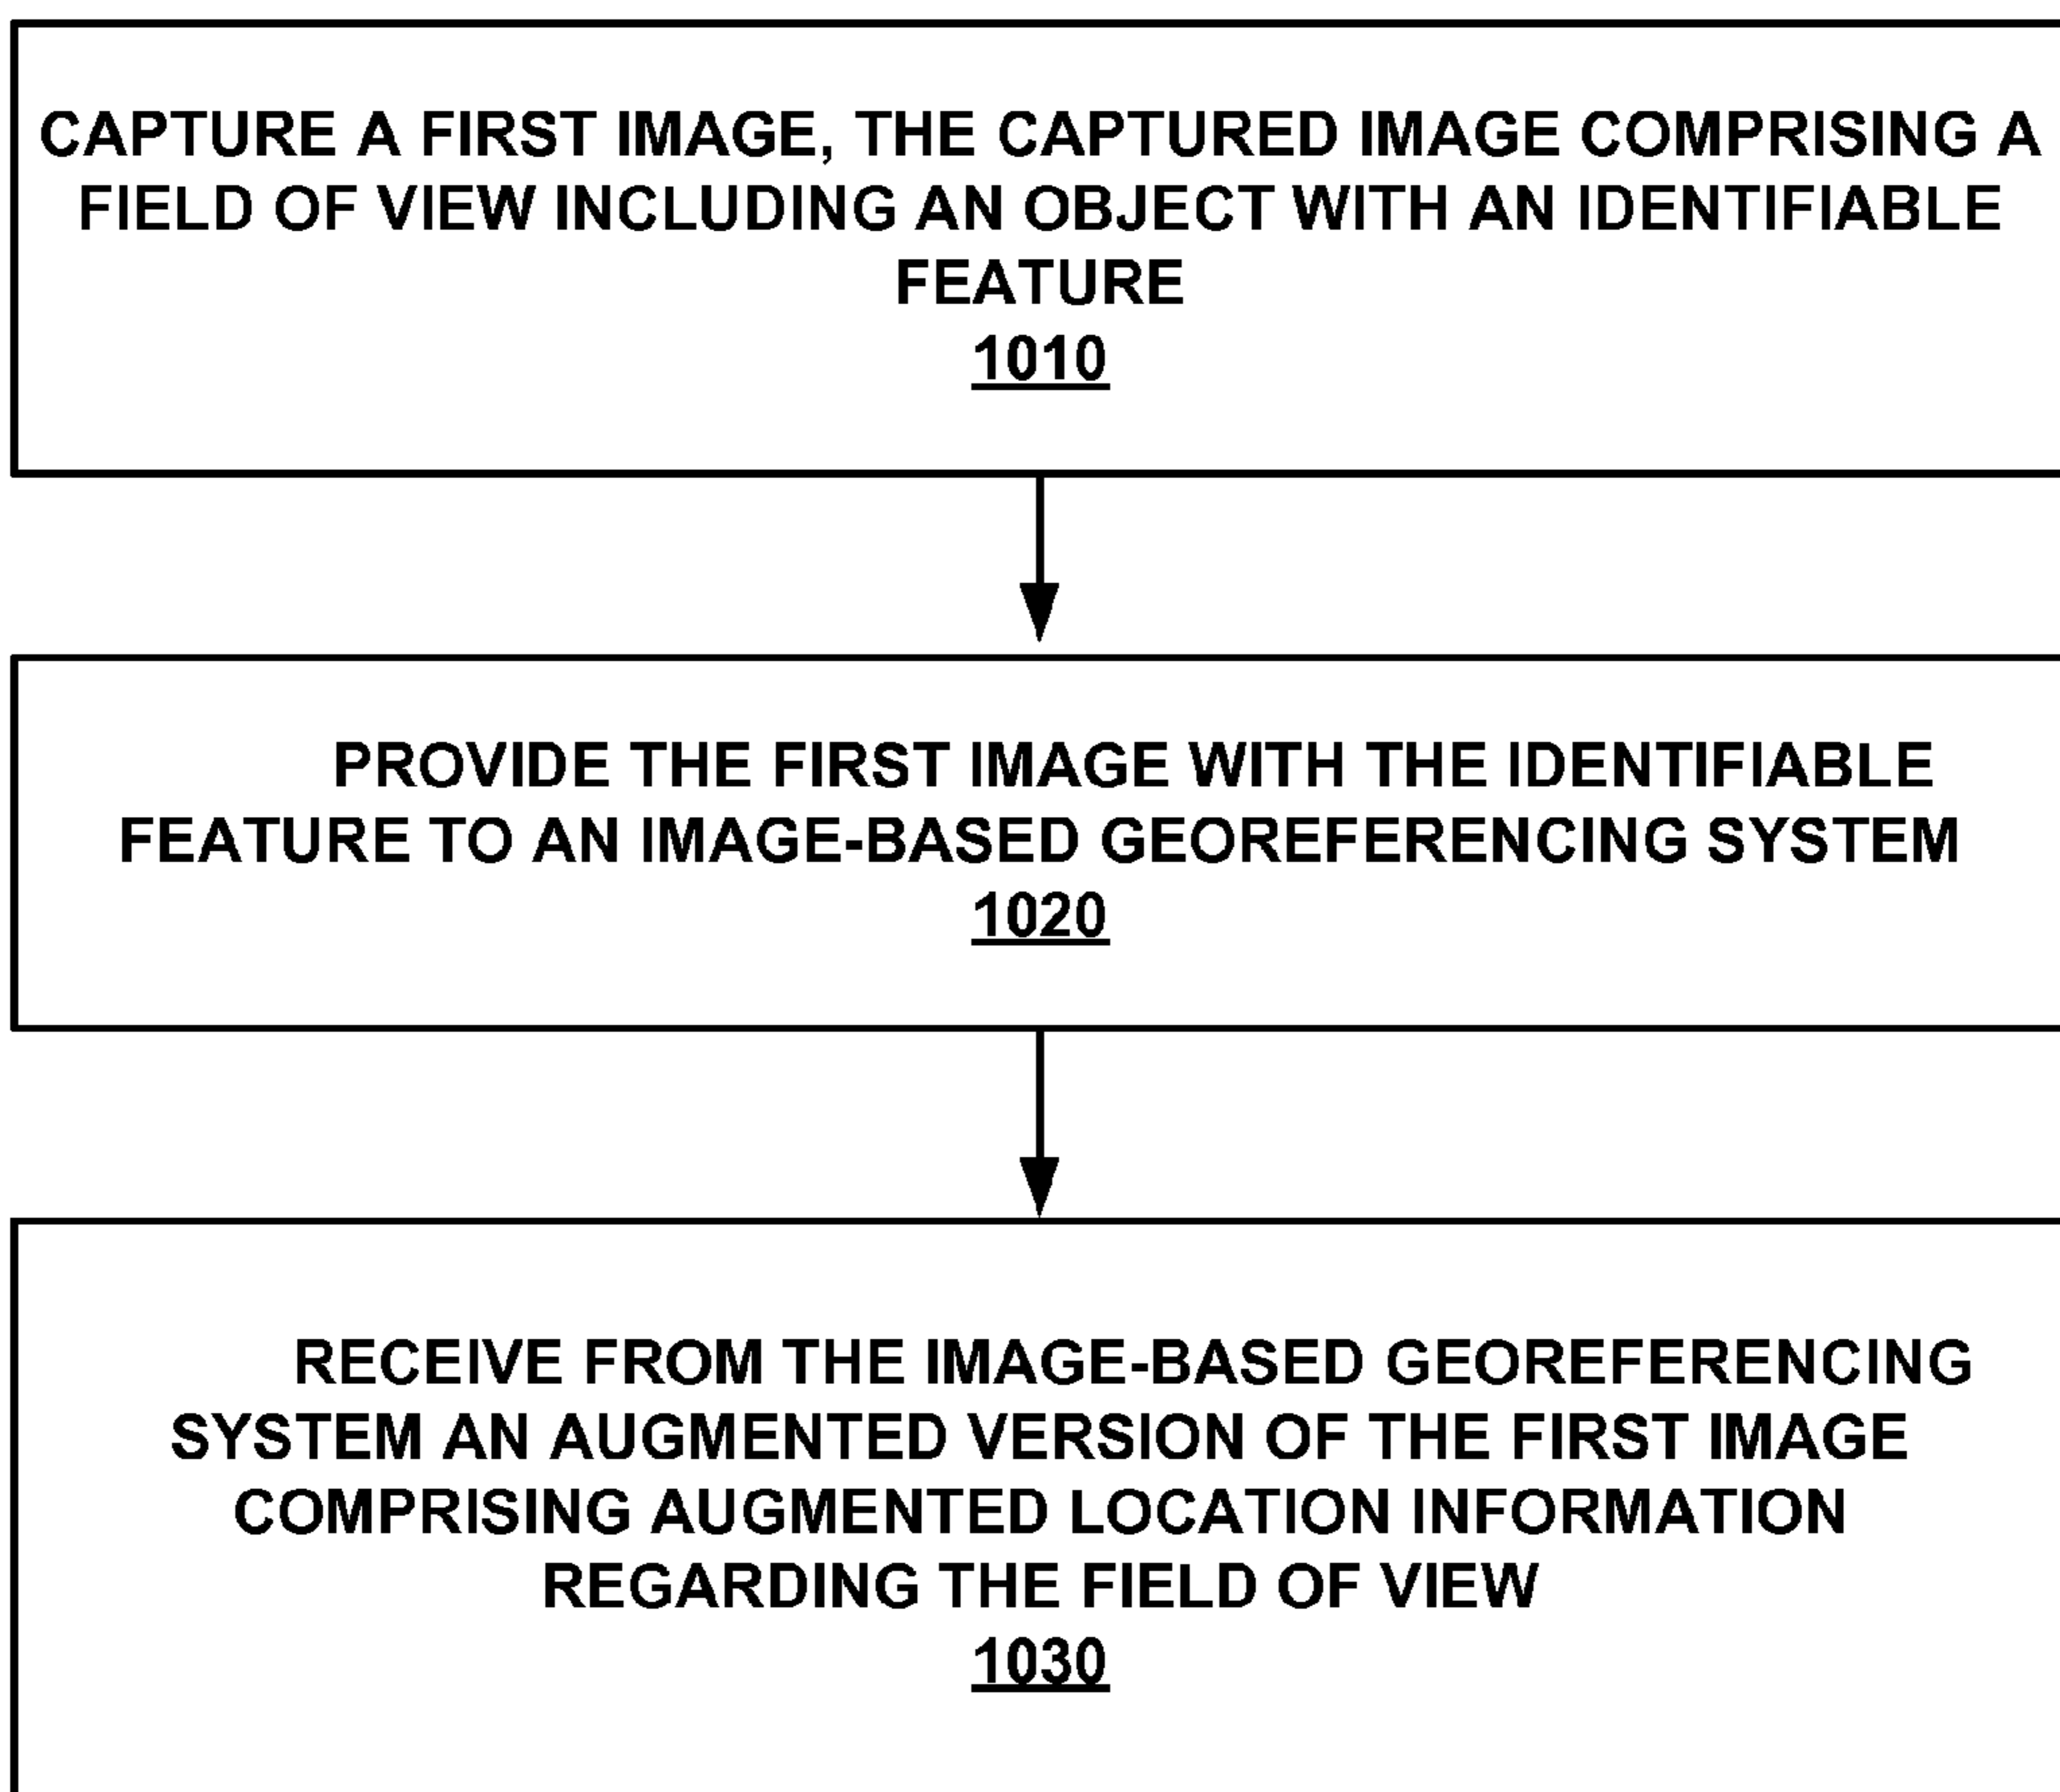 CAPTURE A FIRST IMAGE, THE CAPTURED IMAGE COMPRISING A
FIELD OF VIEW INCLUDING AN OBJECT WITH AN IDENTIFIABLE
FEATURE
1010
PROVIDE THE FIRST IMAGE WITH THE IDENTIFIABLE
FEATURE TO AN IMAGE-BASED GEOREFERENCING SYSTEM
1020
RECEIVE FROM THE IMAGE-BASED GEOREFERENCING
SYSTEM AN AUGMENTED VERSION OF THE FIRST IMAGE
COMPRISING AUGMENTED LOCATION INFORMATION
REGARDING THE FIELD OF VIEW
1030